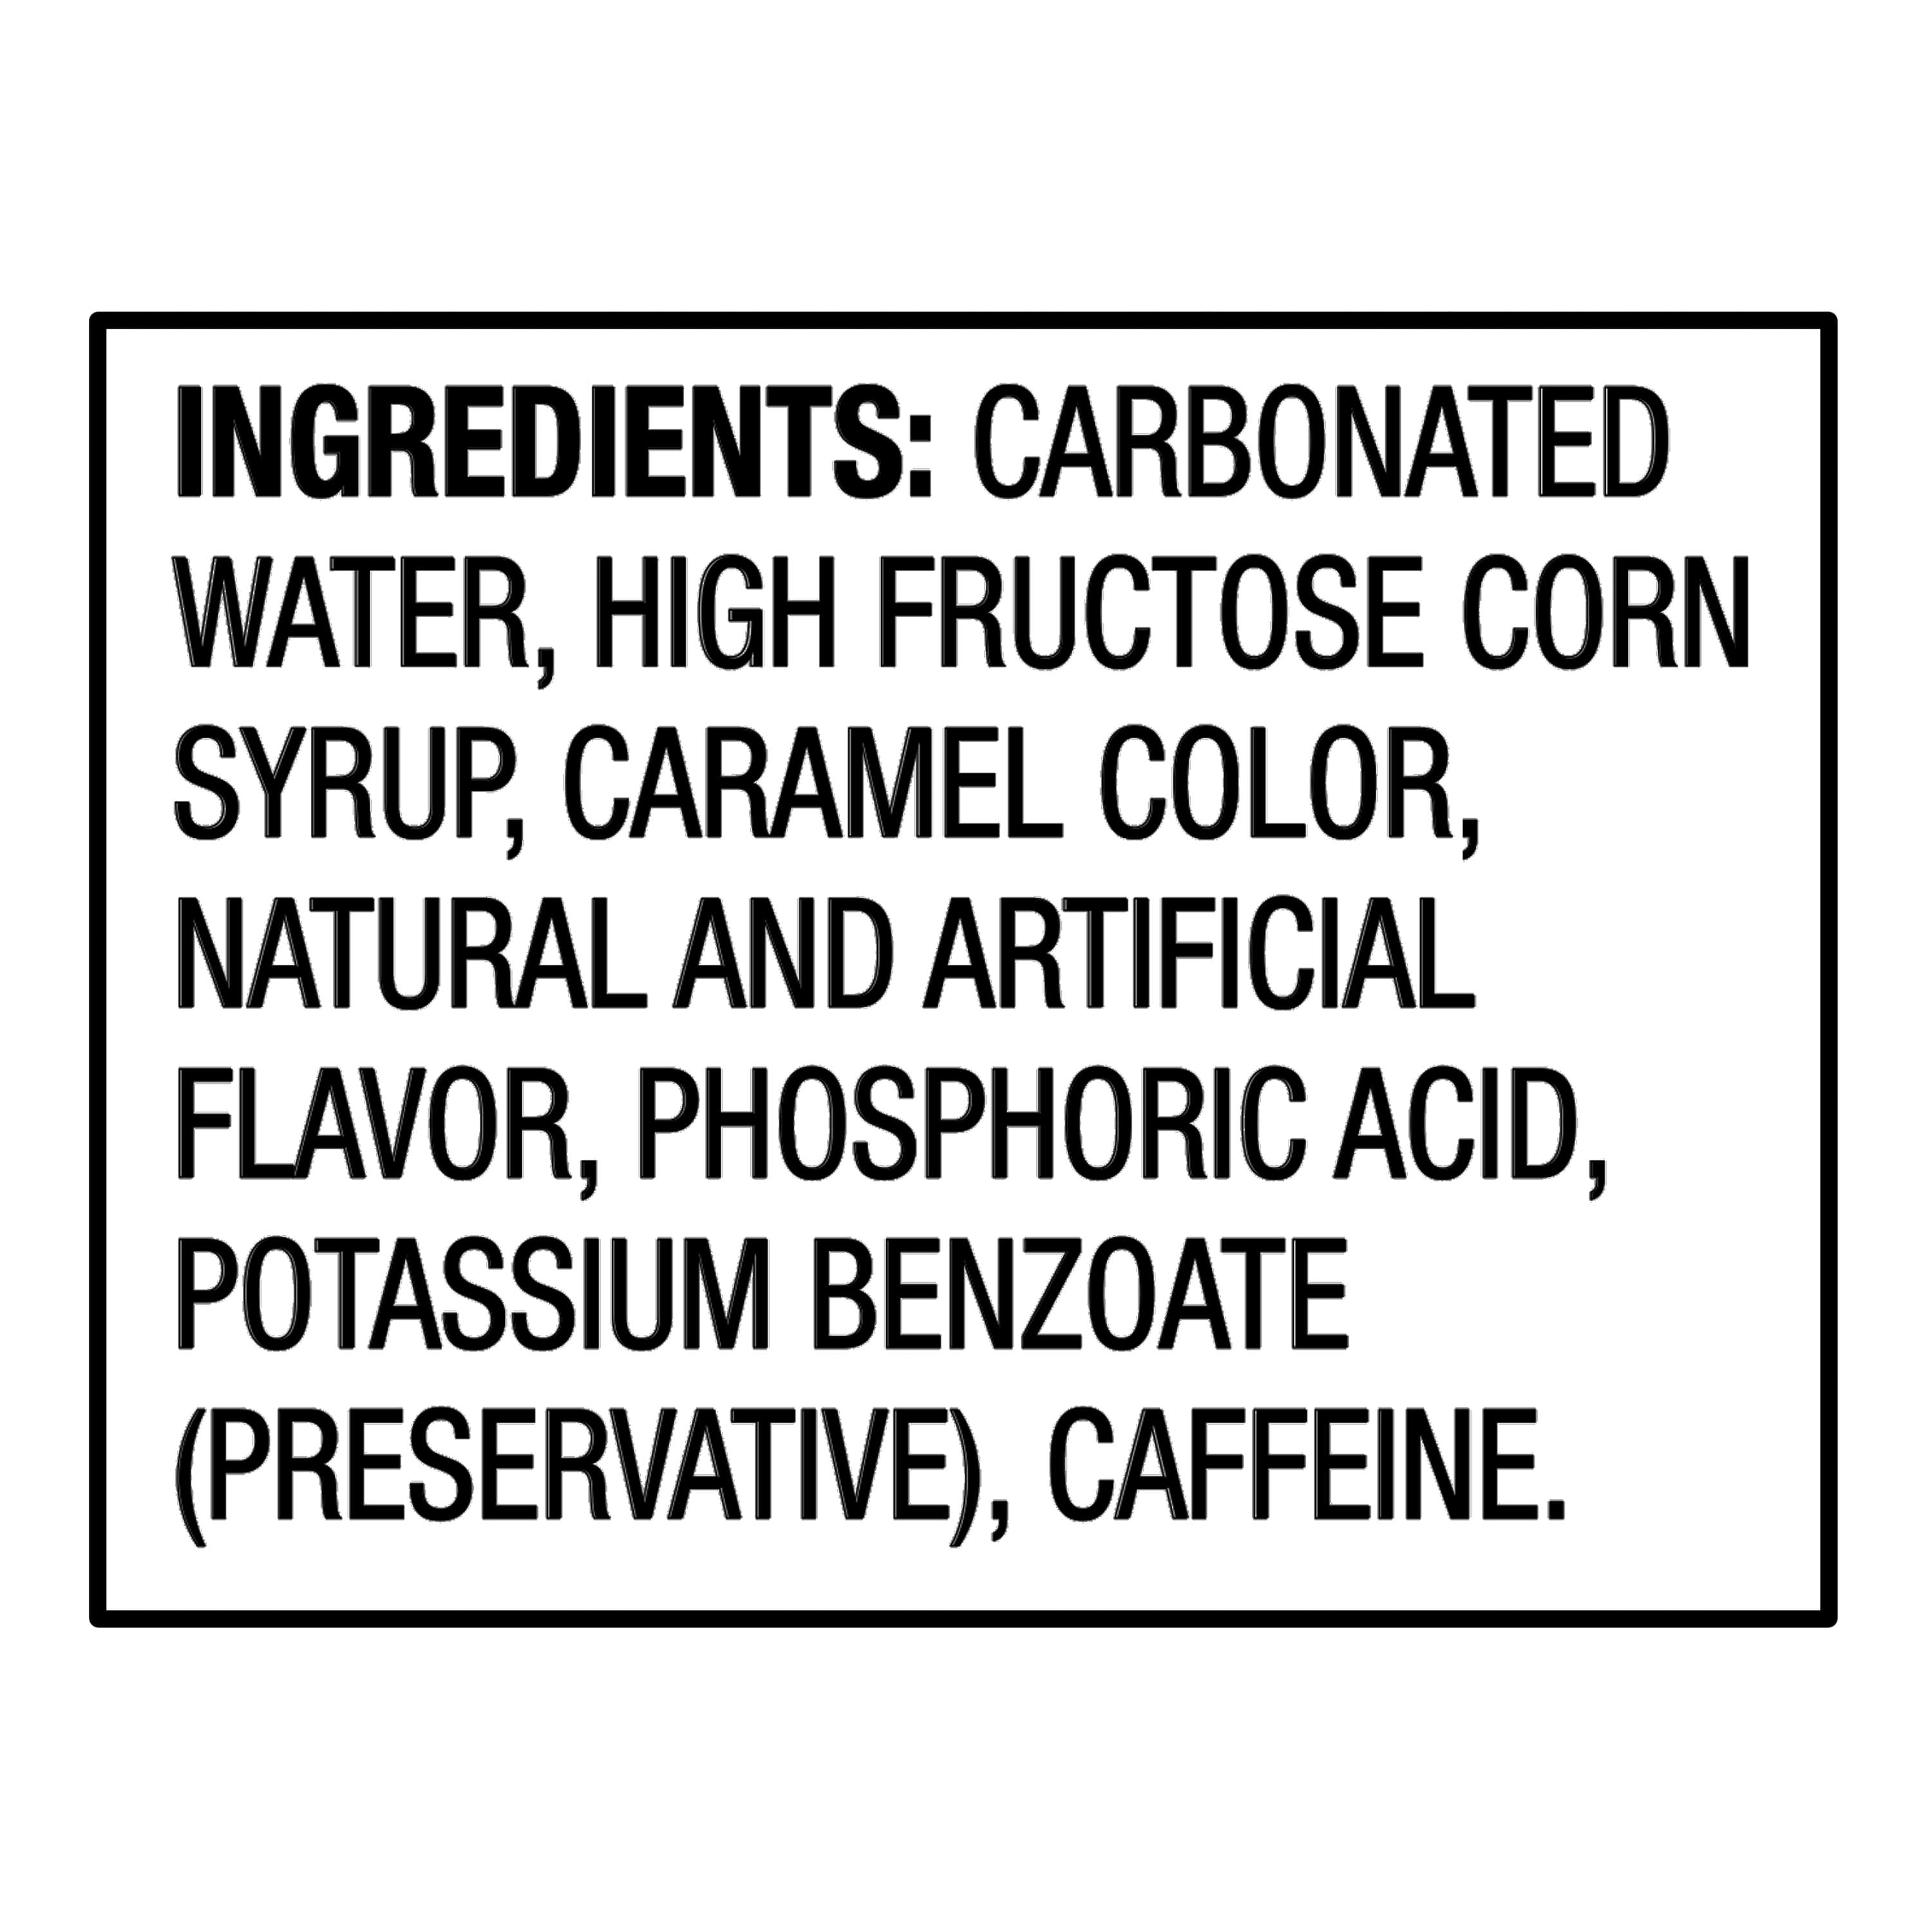 INGREDIENTS: CARBONATED
WATER, HIGH FRUCTOSE CORN
SYRUP, CARAMEL COLOR,
NATURAL AND ARTIFICIAL
FLAVOR, PHOSPHORIC ACID,
POTASSIUM BENZOATE
(PRESERVATIVE), CAFFEINE.